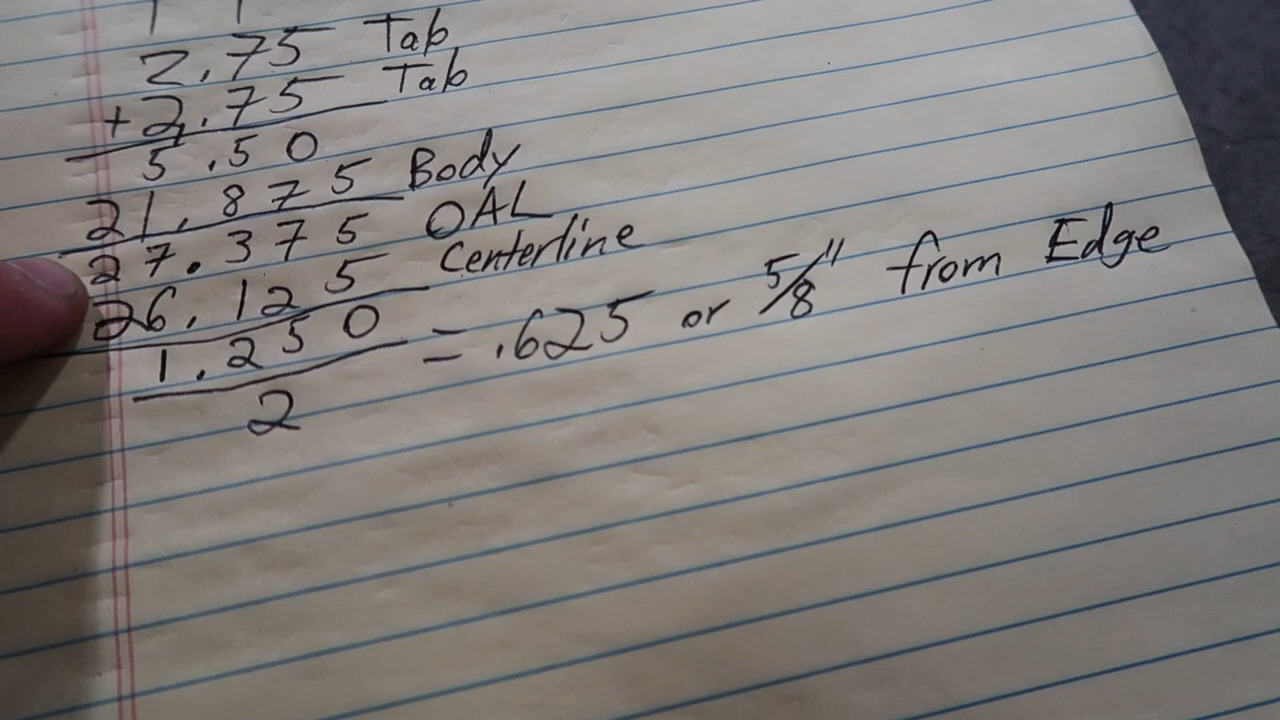 2.75 Tab
+2.75 Tab
5.50
21.875 Body
27.375 OAL
26.125 Centerline
1.250 = .625 or 5/8" from Edge
2